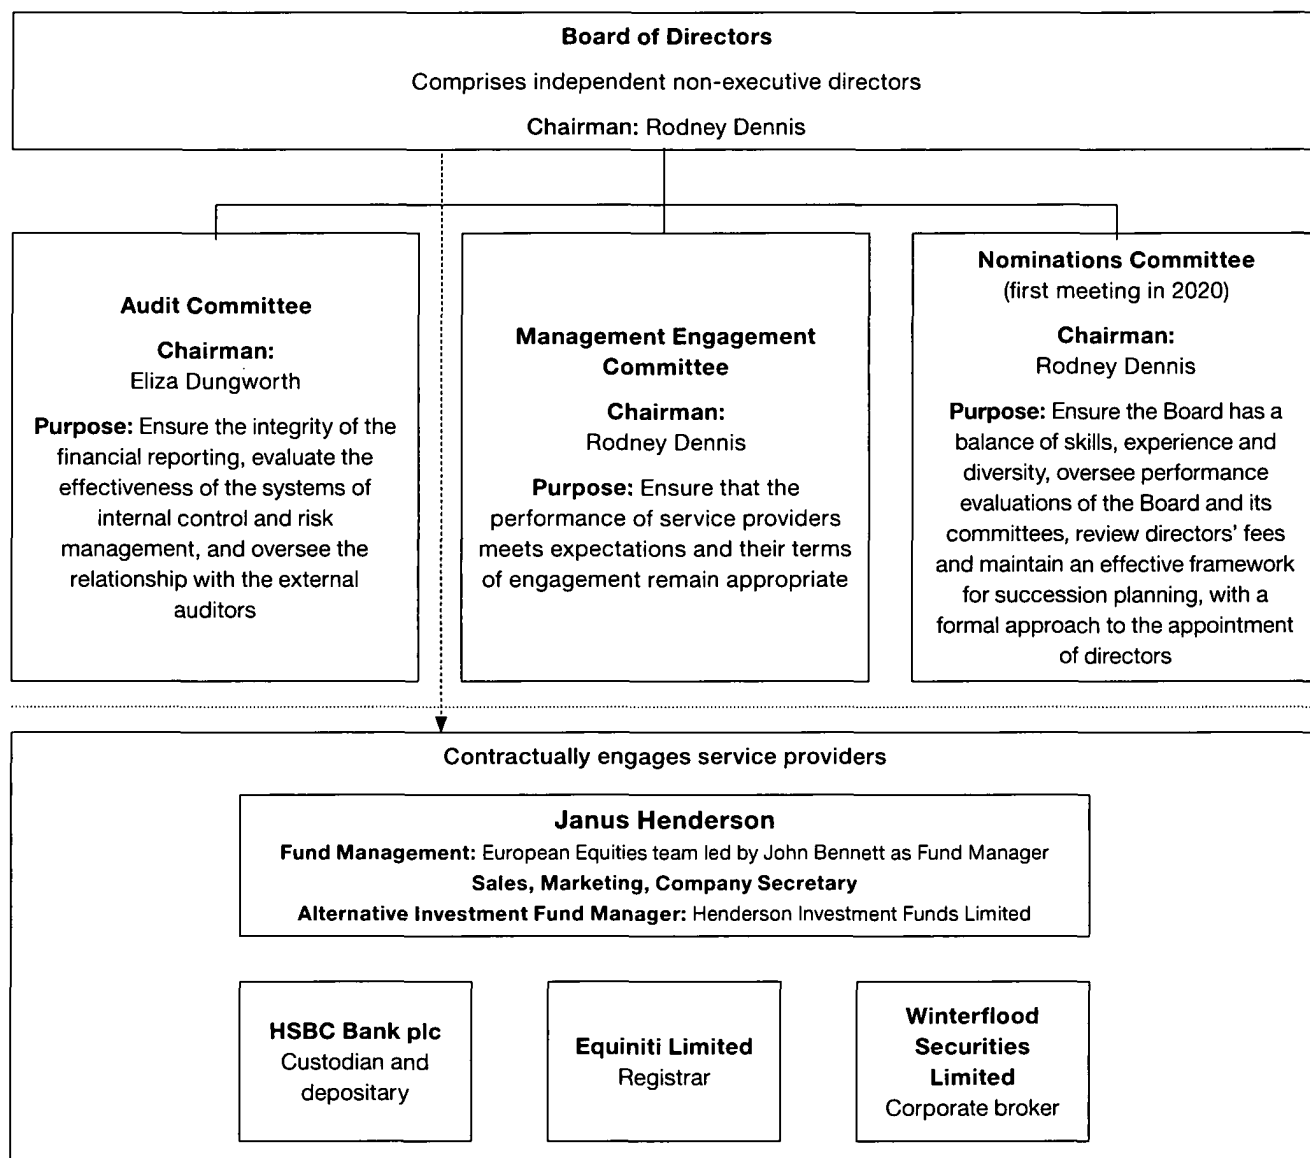 Board of Directors
Comprises independent non-executive directors
Chairman: Rodney Dennis
Audit Committee
Chairman:
Eliza Dungworth
Purpose: Ensure the integrity of the
financial reporting, evaluate the
effectiveness of the systems of
internal control and risk
management, and oversee the
relationship with the external
auditors
Management Engagement
Committee
Chairman:
Rodney Dennis
Purpose: Ensure that the
performance of service providers
meets expectations and their terms
of engagement remain appropriate
Nominations Committee
(first meeting in 2020)
Chairman:
Rodney Dennis
Purpose: Ensure the Board has a
balance of skills, experience and
diversity, oversee performance
evaluations of the Board and its
committees, review directors' fees
and maintain an effective framework
for succession planning, with a
formal approach to the appointment
of directors
Contractually engages service providers
Janus Henderson
Fund Management: European Equities team led by John Bennett as Fund Manager
Sales, Marketing, Company Secretary
Alternative Investment Fund Manager: Henderson Investment Funds Limited
HSBC Bank plc
Custodian and
depositary
Equiniti Limited
Registrar
Winterflood
Securities
Limited
Corporate broker